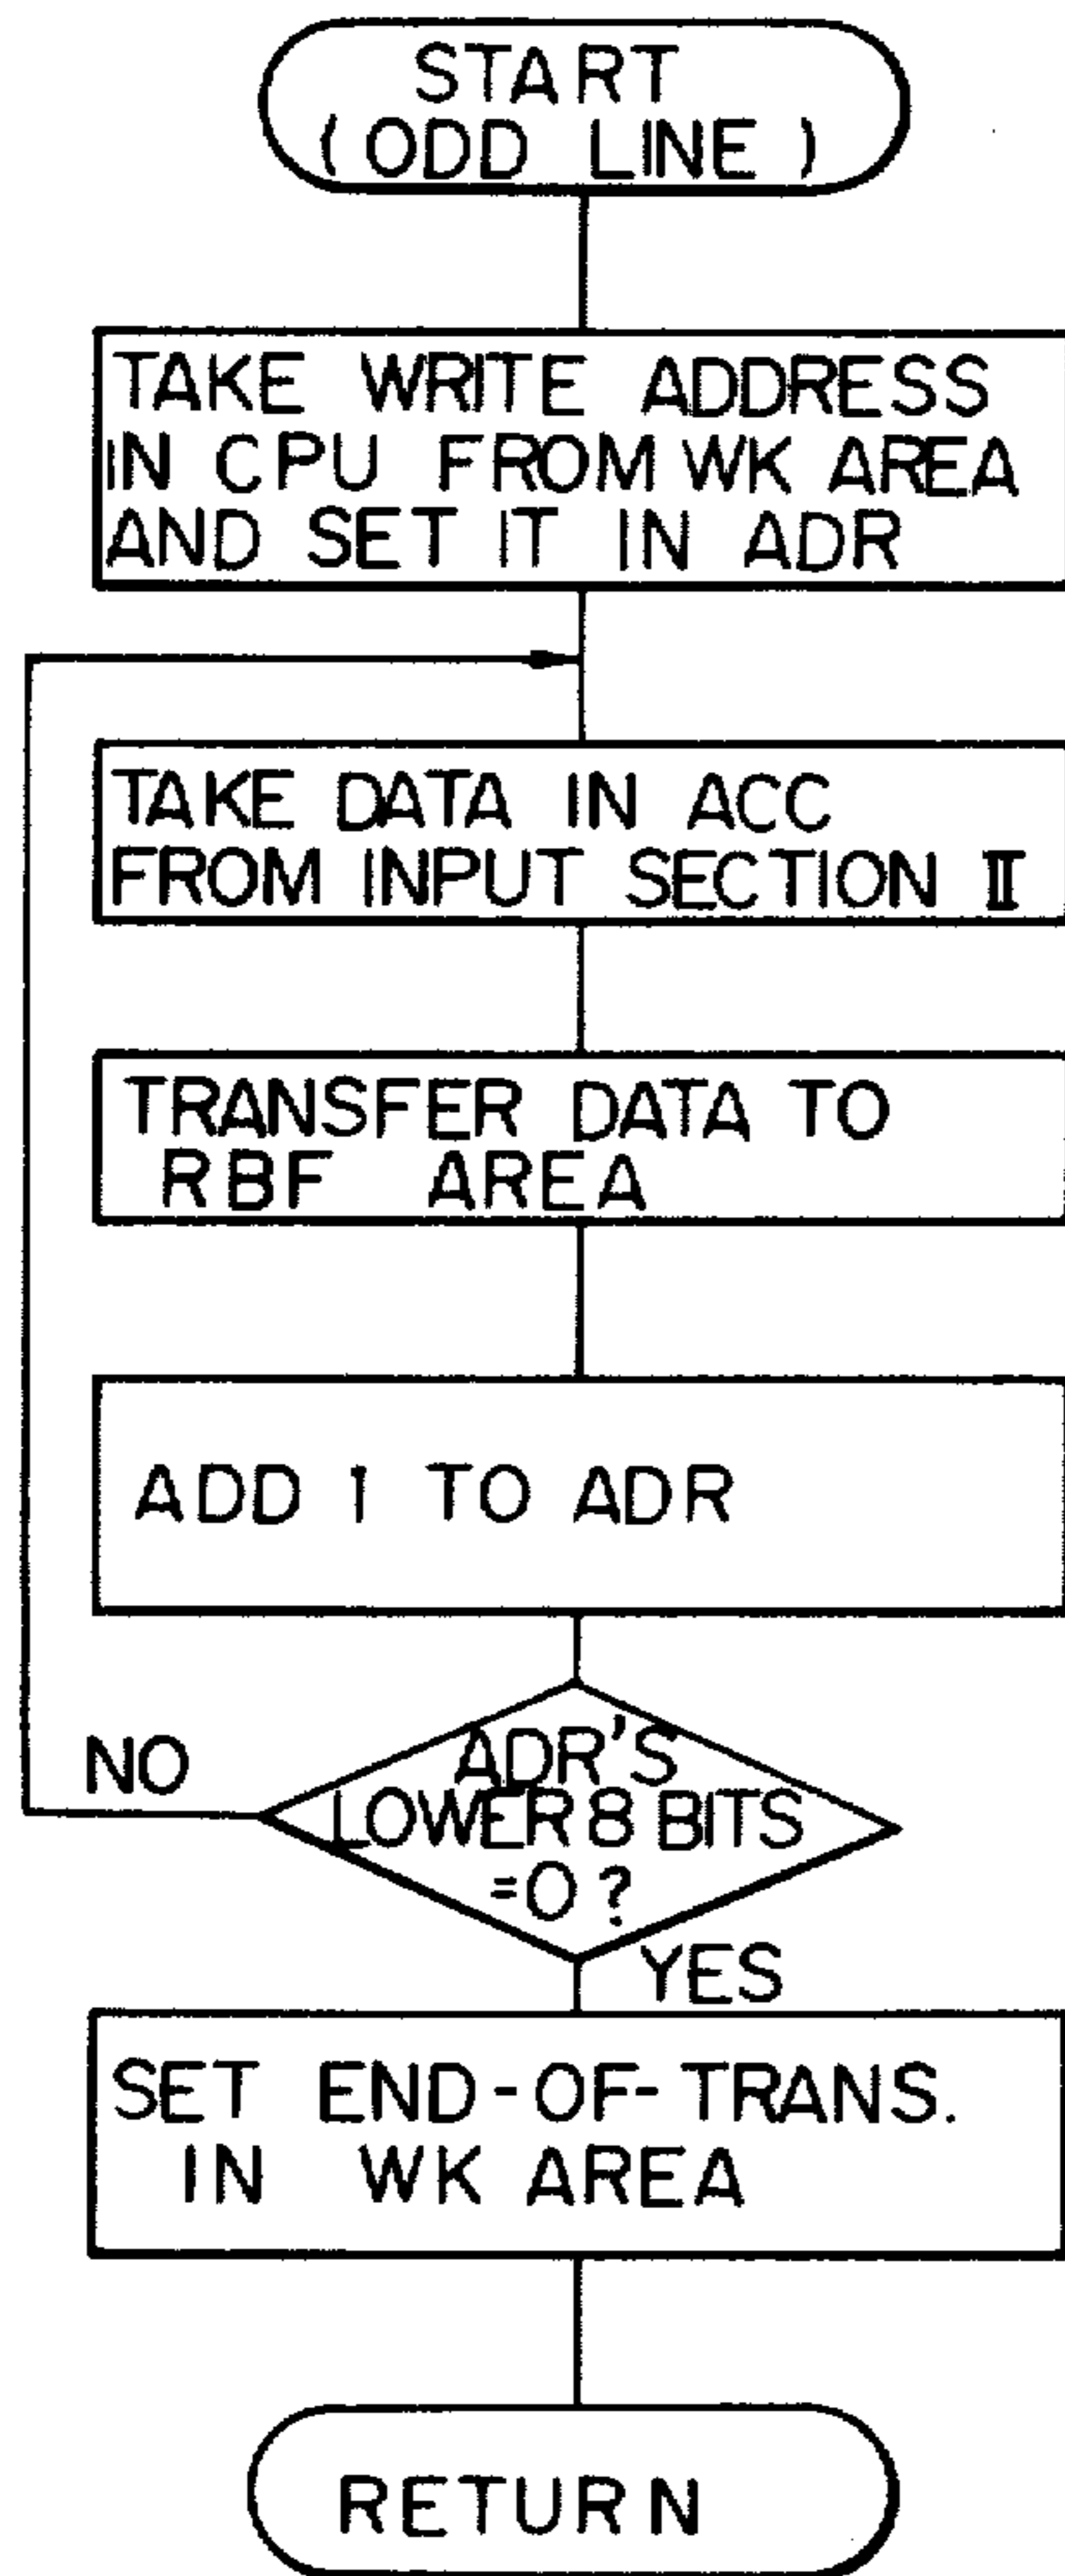 START
(ODD LINE)
TAKE WRITE ADDRESS
IN CPU FROM WK AREA
AND SET IT IN ADR
TAKE DATA IN ACC
FROM INPUT SECTION II
TRANSFER DATA TO
RBF AREA
ADD 1 TO ADR
NO
ADR'S
LOWER 8 BITS
=0?
YES
SET END-OF-TRANS.
IN WK AREA
RETURN